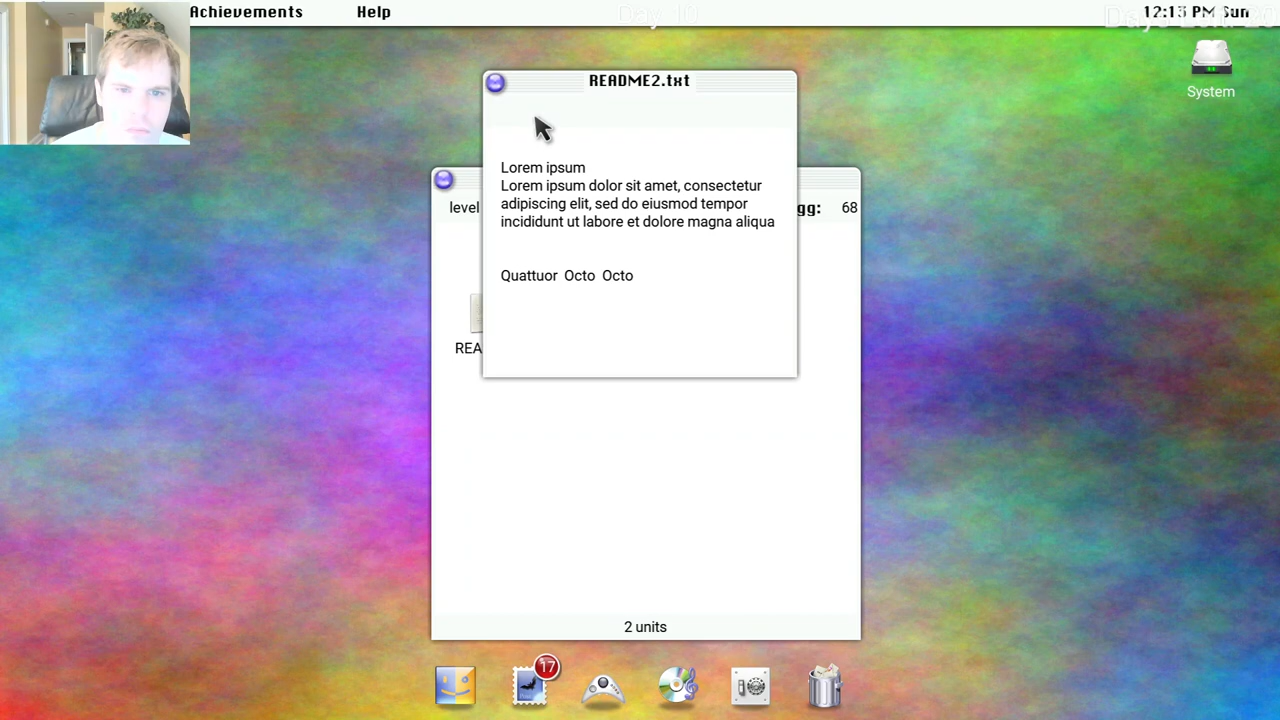 Achievements Help Day 10 12:13 PM Sun
System
README2.txt
level gg: 68
Lorem ipsum
Lorem ipsum dolor sit amet, consectetur
adipiscing elit, sed do eiusmod tempor
incididunt ut labore et dolore magna aliqua
Quattuor Octo Octo
REA
2 units
17